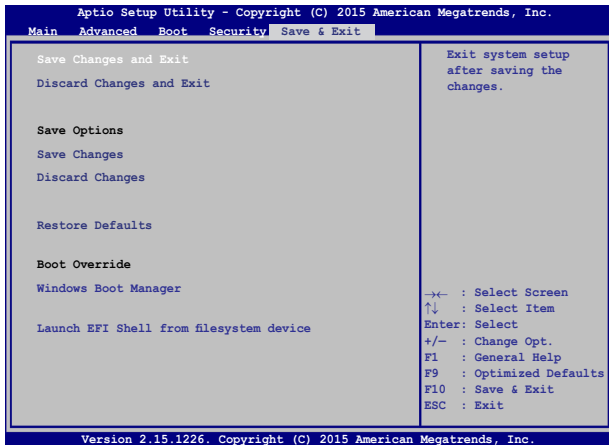 Aptio Setup Utility - Copyright (C) 2015 American Megatrends, Inc.
Main Advanced Boot Security Save & Exit
Save Changes and Exit
Discard Changes and Exit
Save Options
Save Changes
Discard Changes
Restore Defaults
Boot Override
Windows Boot Manager
Launch EFI Shell from filesystem device
Exit system setup
after saving the
changes.
→← : Select Screen
↑↓ : Select Item
Enter: Select
+/— : Change Opt.
F1 : General Help
F9 : Optimized Defaults
F10 : Save & Exit
ESC : Exit
Version 2.15.1226. Copyright (C) 2015 American Megatrends, Inc.